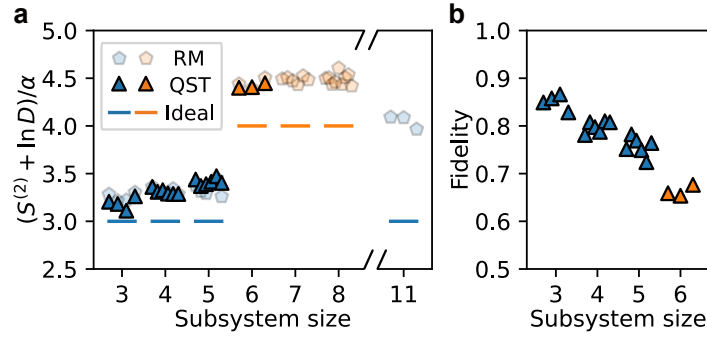 a
5.0
4.5
4.0
3.5
3.0
2.5
(S^(2) + ln D)/α
RM
QST
Ideal
3 4 5 6 7 8 11
Subsystem size
b
1.0
0.9
0.8
0.7
0.6
0.5
Fidelity
3 4 5 6
Subsystem size